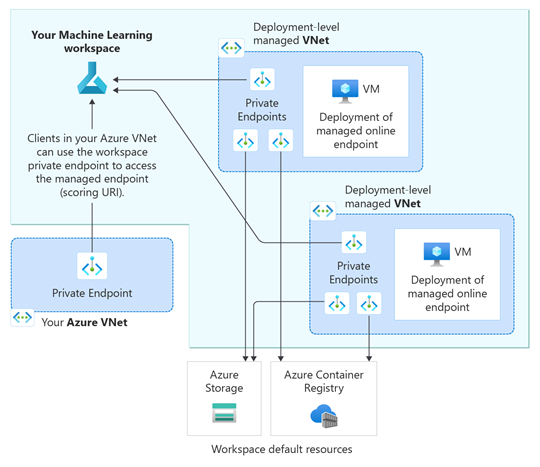 Your Machine Learning
workspace
Clients in your Azure VNet
can use the workspace
private endpoint to access
the managed endpoint
(scoring URI).
Private Endpoint
Your Azure VNet
Deployment-level
managed VNet
Private
Endpoints
VM
Deployment of
managed online
endpoint
Deployment-level
managed VNet
Private
Endpoints
VM
Deployment of
managed online
endpoint
Azure
Storage
Azure Container
Registry
Workspace default resources